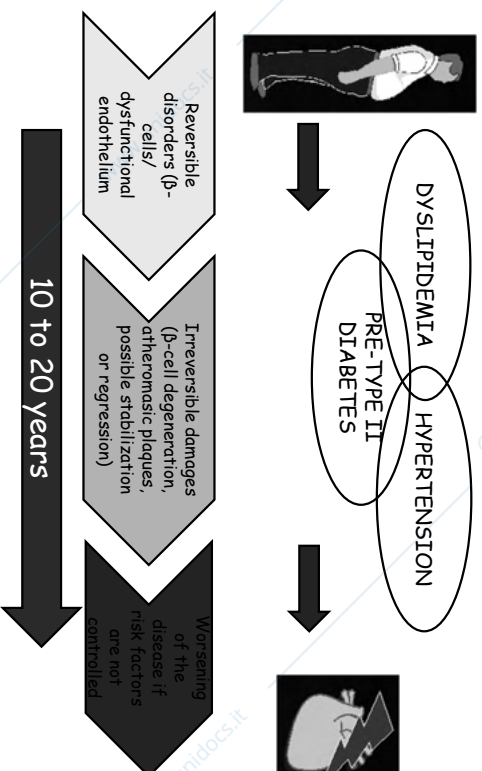 DYSLIPIDEMIA
HYPERTENSION
PRE-TYPE II
DIABETES
Reversible
disorders (β-
cells/
dysfunctional
endothelium
Irreversible damages
(β-cell degeneration,
atheromasic plaques,
possible stabilization
or regression)
Worsening
of the
disease if
risk factors
are not
controlled
10 to 20 years